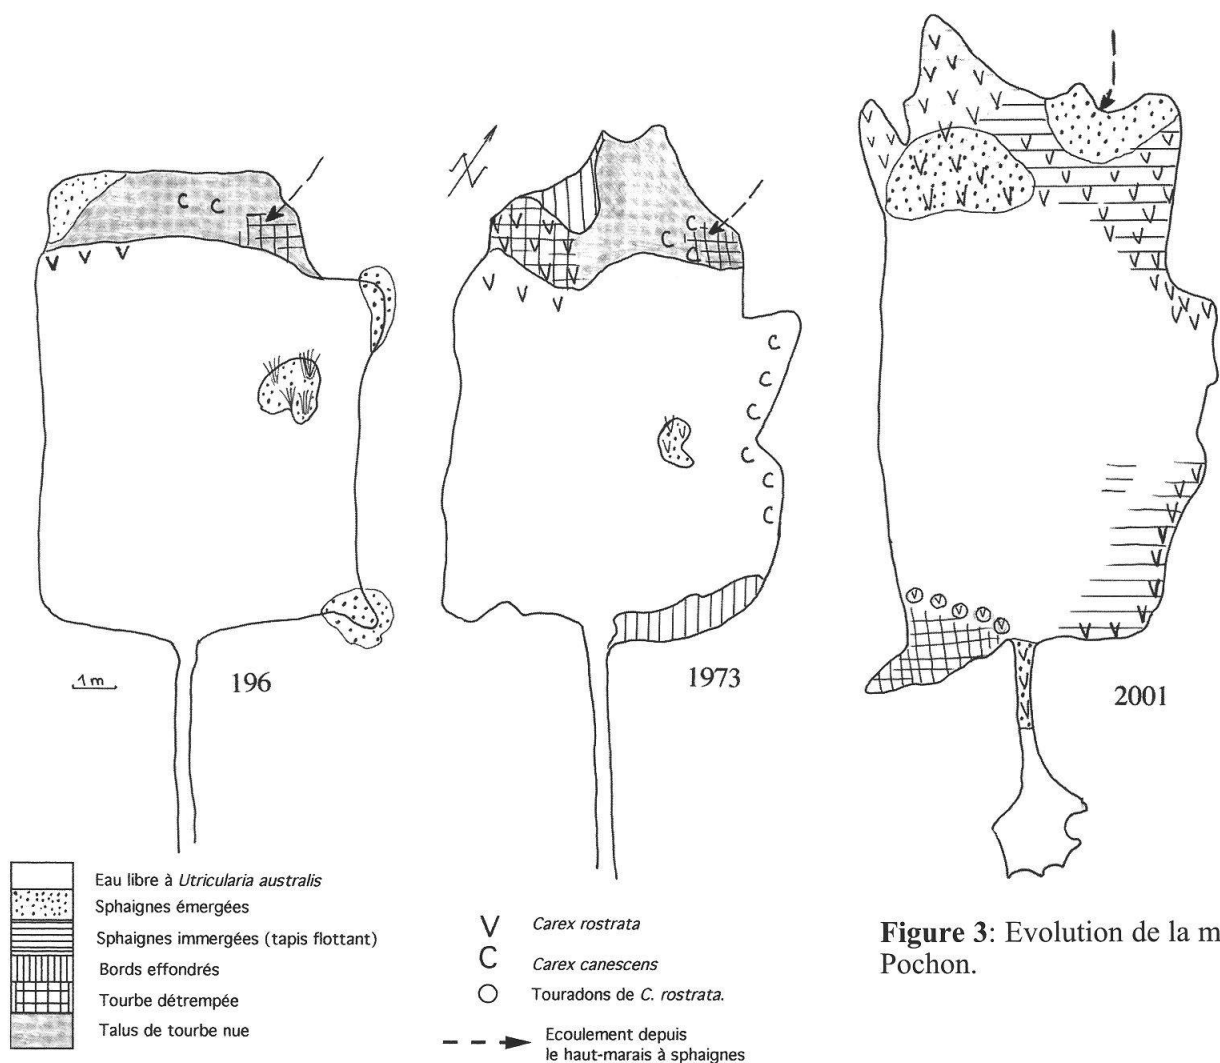 N
1 m
196
1973
2001
Eau libre à Utricularia australis
Sphaignes émergées
Sphaignes immergées (tapis flottant)
Bords effondrés
Tourbe détrempée
Talus de tourbe nue
V Carex rostrata
C Carex canescens
Touradons de C. rostrata.
Ecoulement depuis
le haut-marais à sphaignes
Figure 3: Evolution de la m
Pochon.